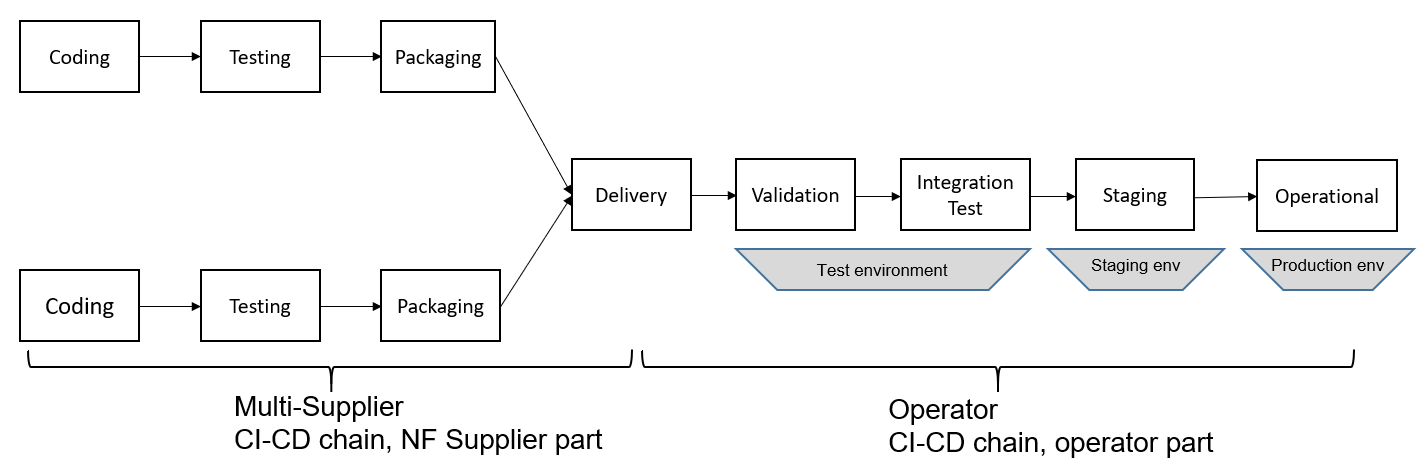 Coding
Testing
Packaging
Delivery
Validation
Integration
Test
Staging
Operational
Test environment
Staging env
Production env
Coding
Testing
Packaging
Multi-Supplier
CI-CD chain, NF Supplier part
Operator
CI-CD chain, operator part